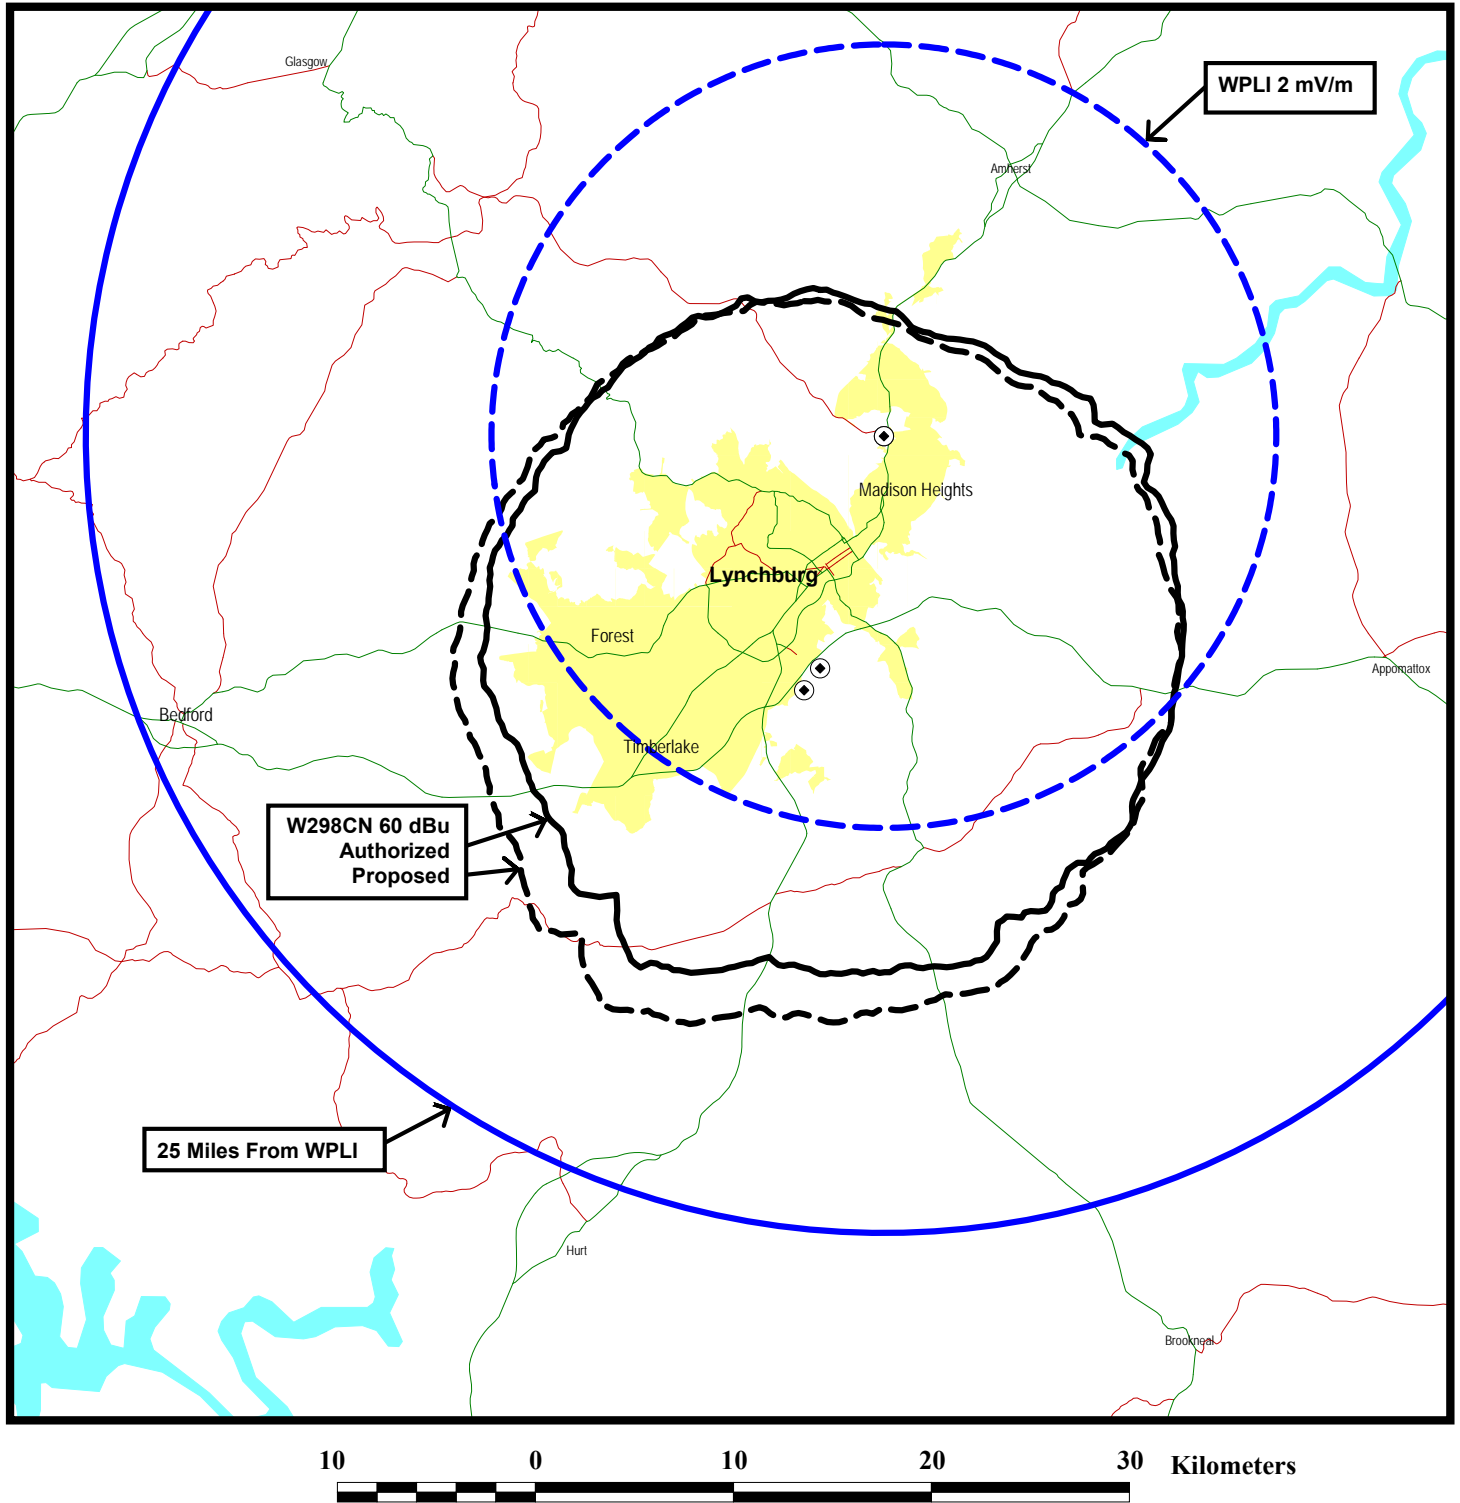 Glasgow
WPLI 2 mV/m
Amherst
Madison Heights
Lynchburg
Forest
Appomattox
Bedford
Timberlake
W298CN 60 dBu
Authorized
Proposed
25 Miles From WPLI
Hurt
Brookneal
10 0 10 20 30 Kilometers